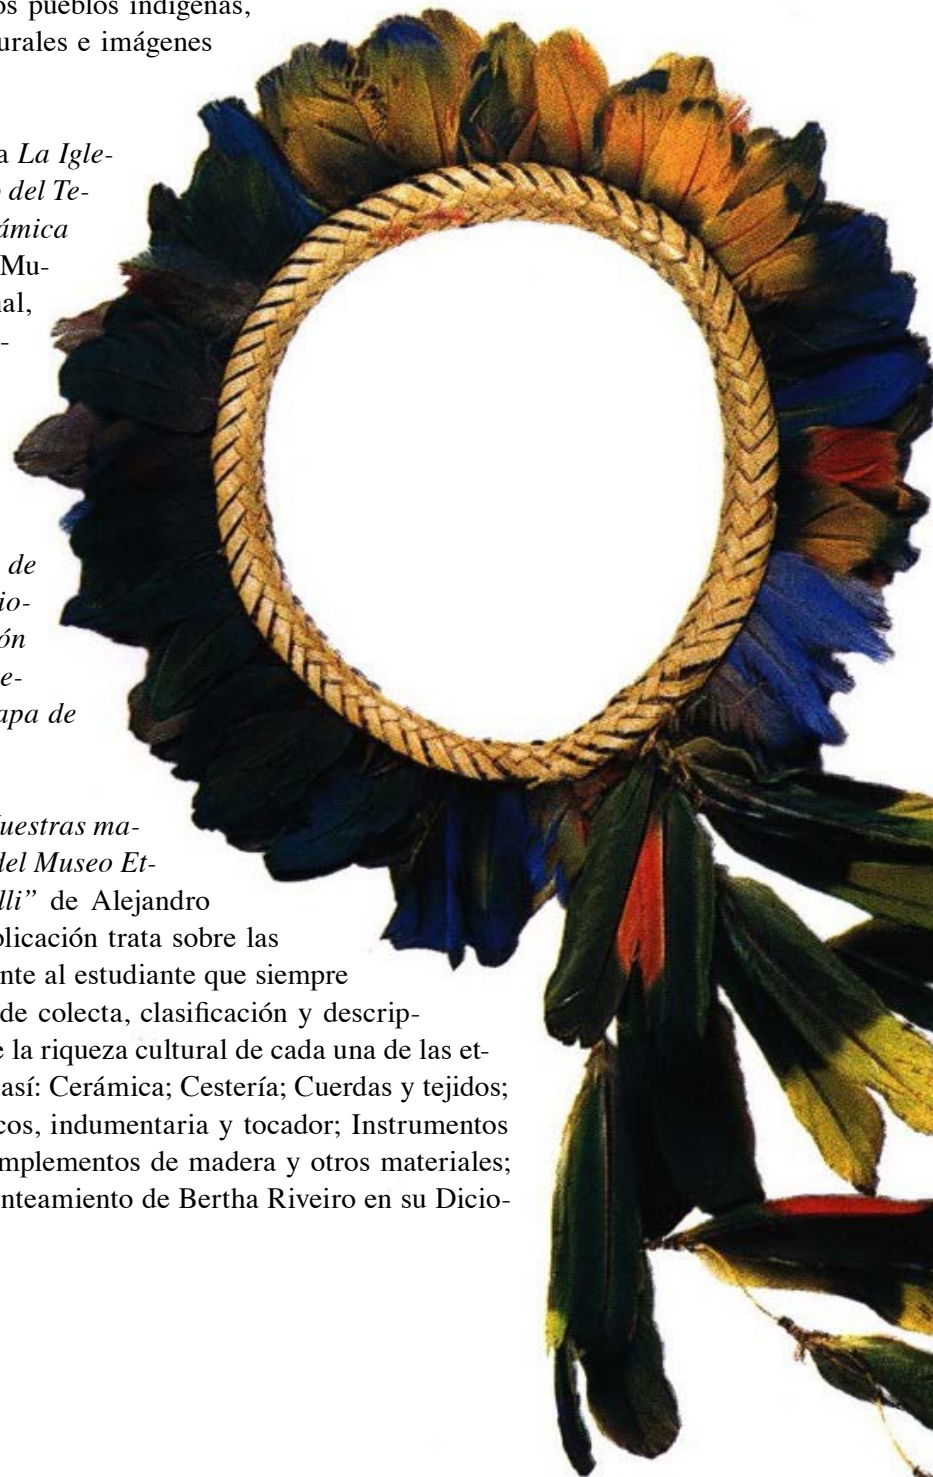 os pueblos indígenas,
urales e imágenes
a La Igle-
del Te-
ámica
Mu-
nal,
-
de
io-
ón
e-
apa de
uestras ma-
del Museo Et-
lli” de Alejandro
blicación trata sobre las
nte al estudiante que siempre
de colecta, clasificación y descrip-
e la riqueza cultural de cada una de las et-
así: Cerámica; Cestería; Cuerdas y tejidos;
cos, indumentaria y tocador; Instrumentos
mplementos de madera y otros materiales;
nteamiento de Bertha Riveiro en su Dicio-